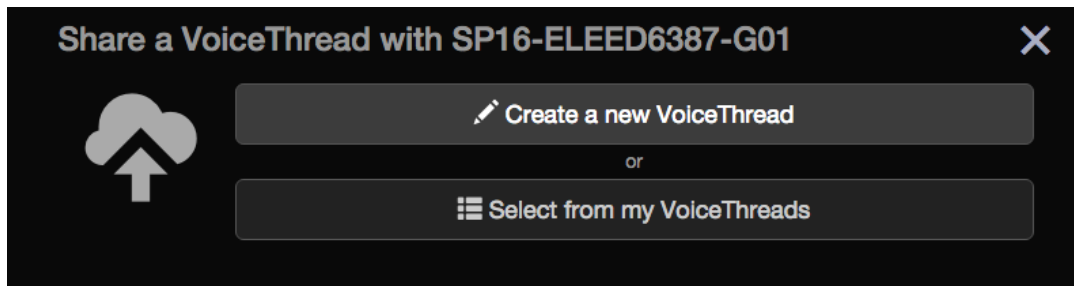 Share a VoiceThread with SP16-ELEED6387-G01
Create a new VoiceThread
or
Select from my VoiceThreads